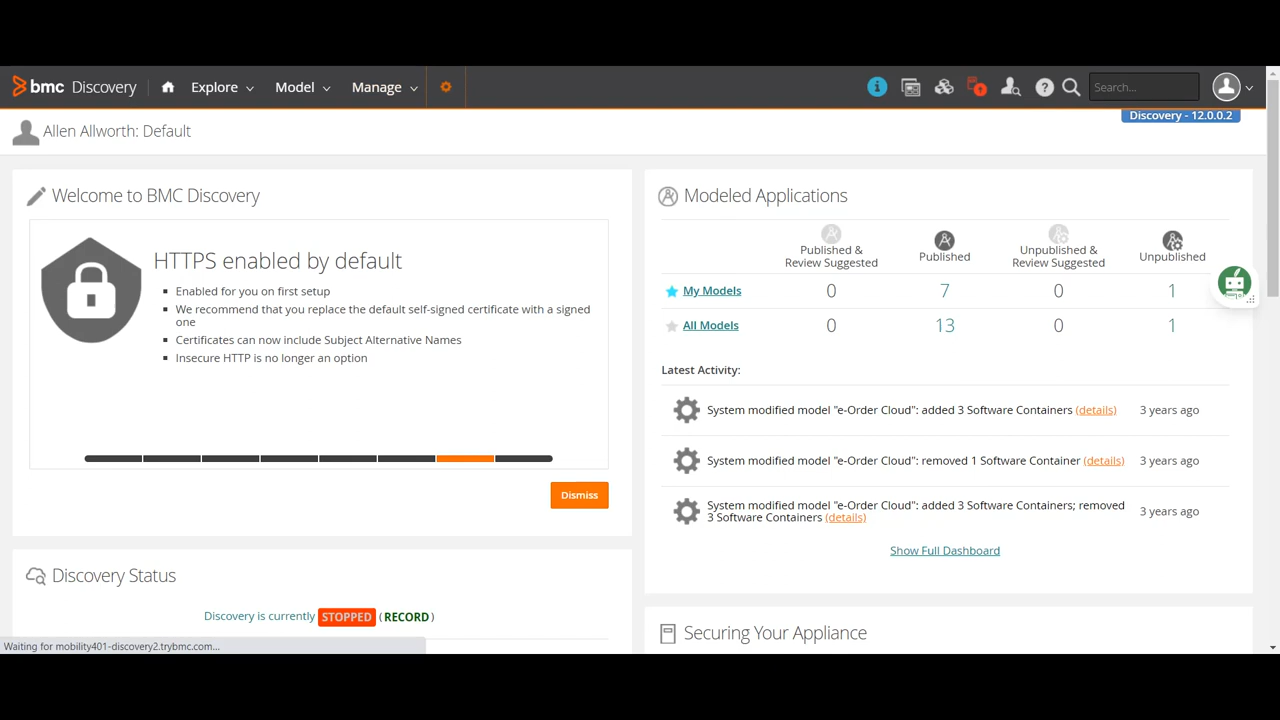 bmc Discovery
Explore
Model
Manage
Search...
Allen Allworth: Default
Discovery - 12.0.0.2
Welcome to BMC Discovery
HTTPS enabled by default
Enabled for you on first setup
We recommend that you replace the default self-signed certificate with a signed
one
Certificates can now include Subject Alternative Names
Insecure HTTP is no longer an option
Dismiss
Discovery Status
Discovery is currently STOPPED (RECORD)
Modeled Applications
Published &
Review Suggested
Published
Unpublished &
Review Suggested
Unpublished
My Models 0 7 0 1
All Models 0 13 0 1
Latest Activity:
System modified model "e-Order Cloud": added 3 Software Containers (details) 3 years ago
System modified model "e-Order Cloud": removed 1 Software Container (details) 3 years ago
System modified model "e-Order Cloud": added 3 Software Containers; removed
3 Software Containers (details) 3 years ago
Show Full Dashboard
Securing Your Appliance
Waiting for mobility401-discovery2.trybmc.com...